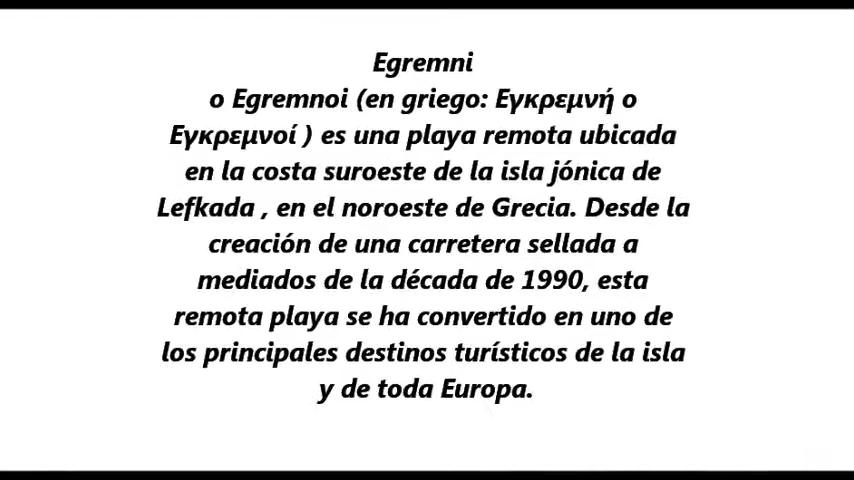 Egremni
o Egremnoi (en griego: Εγκρεμνή o
Εγκρεμνοί ) es una playa remota ubicada
en la costa suroeste de la isla jónica de
Lefkada , en el noroeste de Grecia. Desde la
creación de una carretera sellada a
mediados de la década de 1990, esta
remota playa se ha convertido en uno de
los principales destinos turísticos de la isla
y de toda Europa.